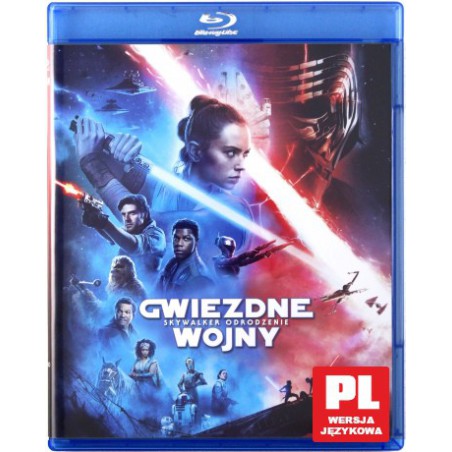 Blu-ray Disc
GWIEZDNE
SKYWALKER ODRODZENIE
WOJNY
PL
WERSJA
JĘZYKOWA